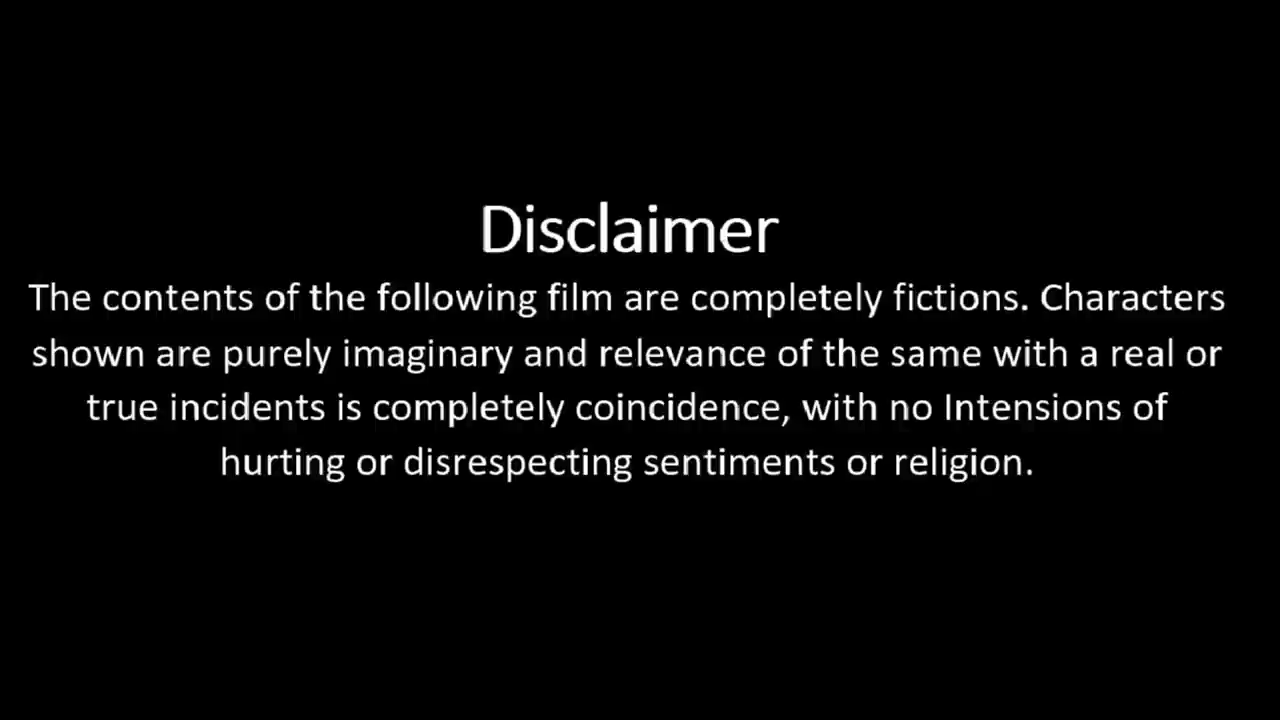 Disclaimer
The contents of the following film are completely fictions. Characters
shown are purely imaginary and relevance of the same with a real or
true incidents is completely coincidence, with no Intensions of
hurting or disrespecting sentiments or religion.